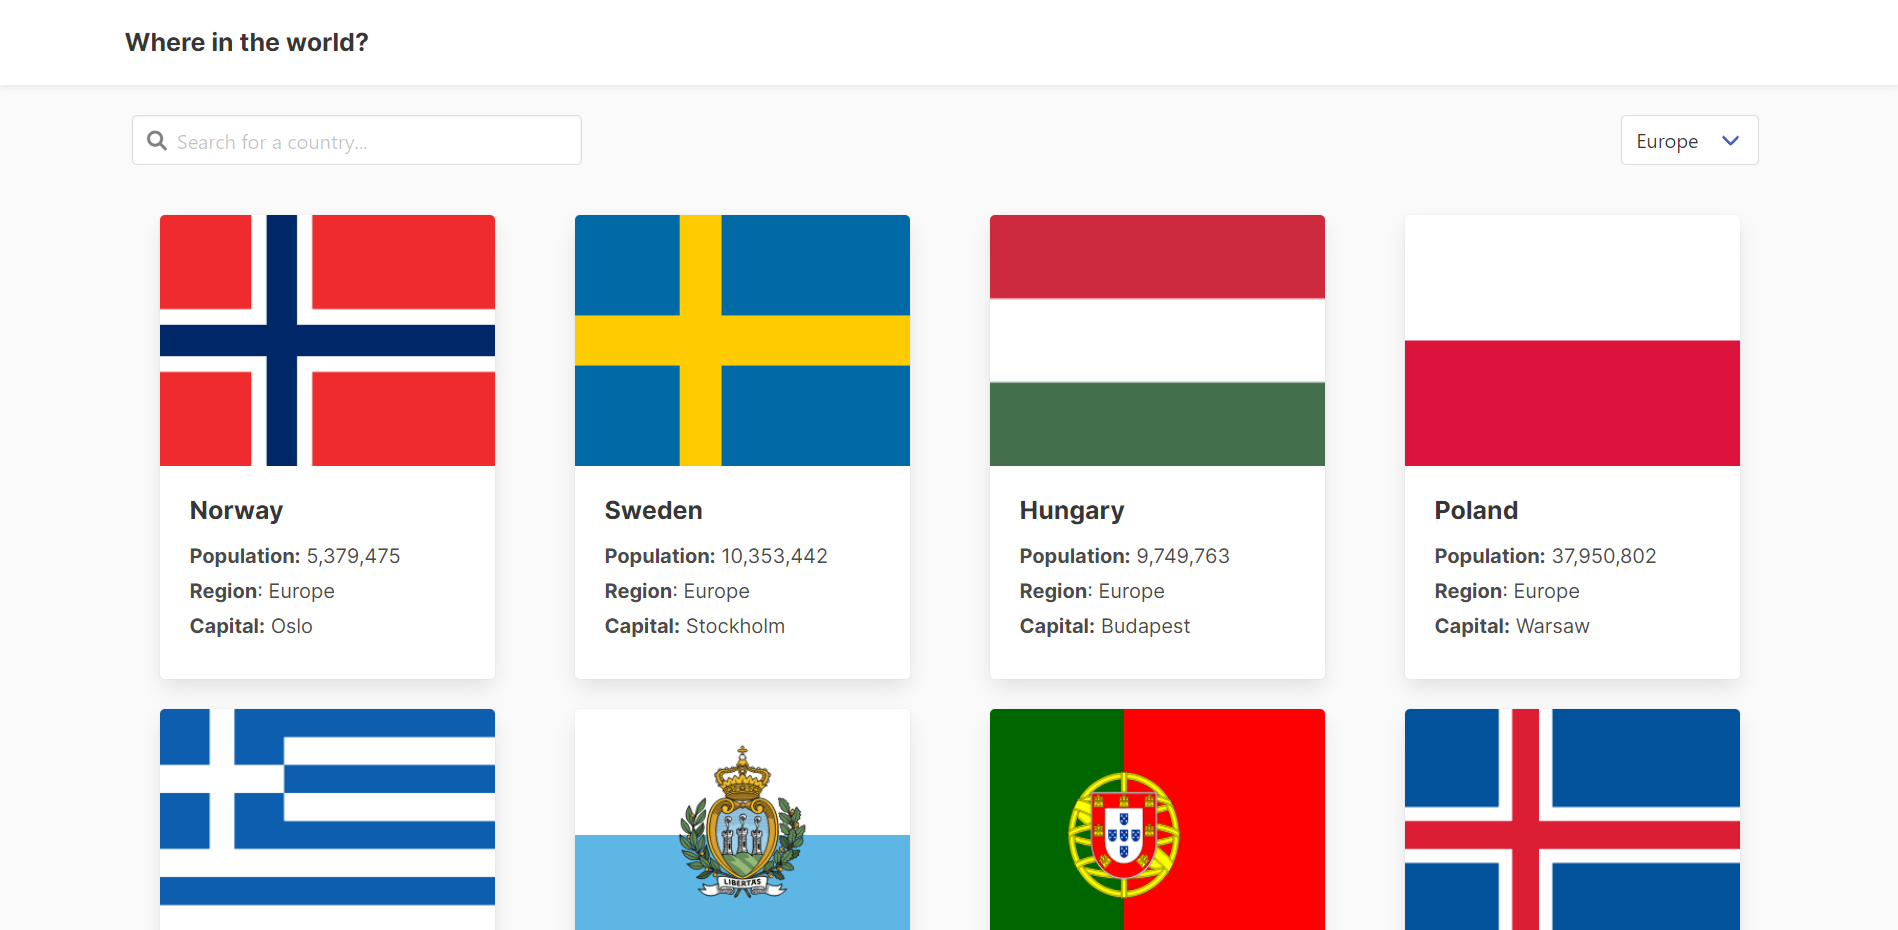 Where in the world?
Search for a country...
Europe
Norway
Population: 5,379,475
Region: Europe
Capital: Oslo
Sweden
Population: 10,353,442
Region: Europe
Capital: Stockholm
Hungary
Population: 9,749,763
Region: Europe
Capital: Budapest
Poland
Population: 37,950,802
Region: Europe
Capital: Warsaw
LIBERTAS